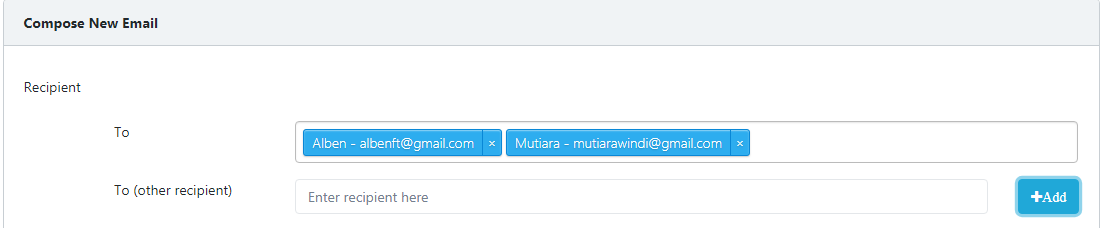 Compose New Email
Recipient
To
Alben - albenft@gmail.com × Mutiara - mutiarawindi@gmail.com ×
To (other recipient)
Enter recipient here
+Add